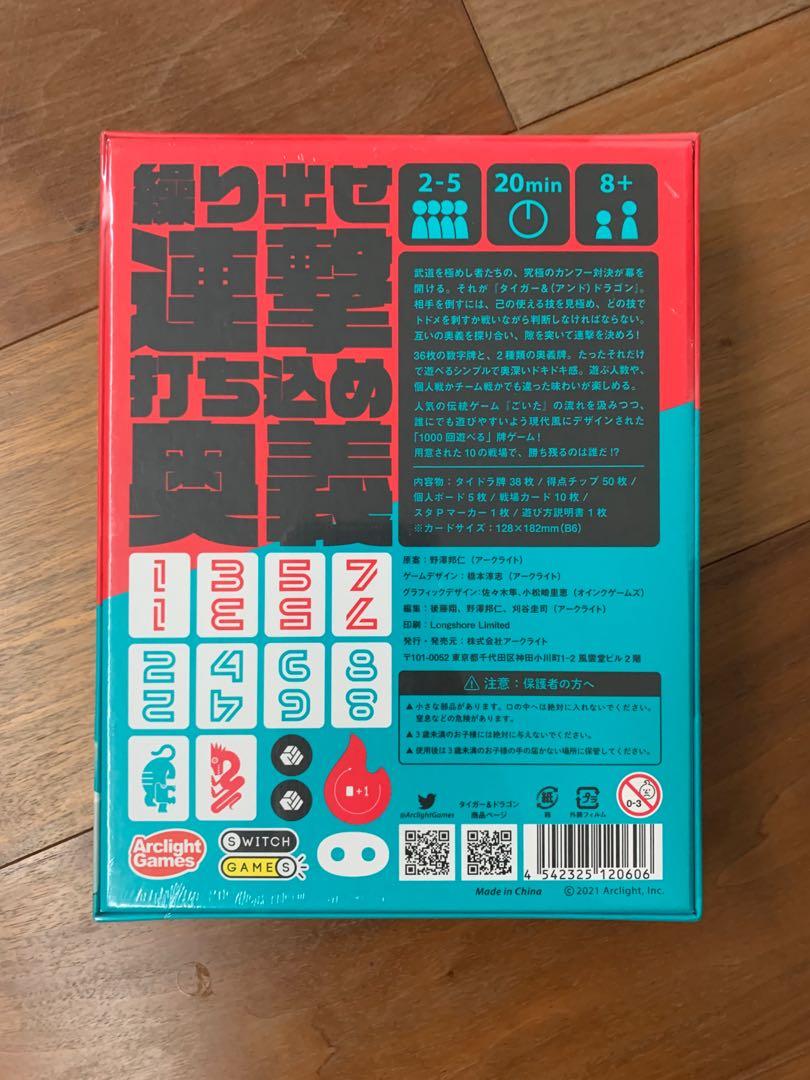 繰り出せ
連撃
打ち込め
奥義
2-5
20min
8+
武道を極めし者たちの、究極のカンフー対決が幕を
開ける。それが『タイガー&(アンド)ドラゴン』。
相手を倒すには、己の使える技を見極め、どの技で
トドメを刺すか戦いながら判断しなければならない。
互いの奥義を探り合い、隙を突いて連撃を決めろ!
36枚の数字牌と、2種類の奥義牌。たったそれだけ
で遊べるシンプルで奥深いドキドキ感。遊ぶ人数や、
個人戦かチーム戦かでも違った味わいが楽しめる。
人気の伝統ゲーム『ごいた』の流れを汲みつつ、
誰にでも遊びやすいよう現代風にデザインされた
「1000回遊べる」牌ゲーム!
用意された10の戦場で、勝ち残るのは誰だ!?
内容物:タイドラ牌 38枚 / 得点チップ 50枚 /
個人ボード 5枚 / 戦場カード 10枚 /
スタPマーカー 1枚 / 遊び方説明書 1枚
※カードサイズ:128×182mm(B6)
原案:野澤邦仁(アークライト)
ゲームデザイン:橋本淳志(アークライト)
グラフィックデザイン:佐々木隼、小松崎里恵(オインクゲームズ)
編集:後藤翔、野澤邦仁、刈谷圭司(アークライト)
印刷:Longshore Limited
発行・発売元:株式会社アークライト
〒101-0052 東京都千代田区神田小川町1-2 風雲堂ビル2階
注意:保護者の方へ
▲小さな部品があります。口の中へは絶対に入れないでください。
窒息などの危険があります。
▲3歳未満のお子様には絶対に与えないでください。
▲使用後は3歳未満のお子様の手の届かない場所に保管してください。
1 3 5 7
1 3 5 7
2 4 6 8
2 4 6 8
+1
@ArclightGames
タイガー&ドラゴン
商品ページ
紙
箱
プラ
外装フィルム
0-3
Arclight
Games
SWITCH
GAMES
4 542325 120606
Made in China
©2021 Arclight, Inc.